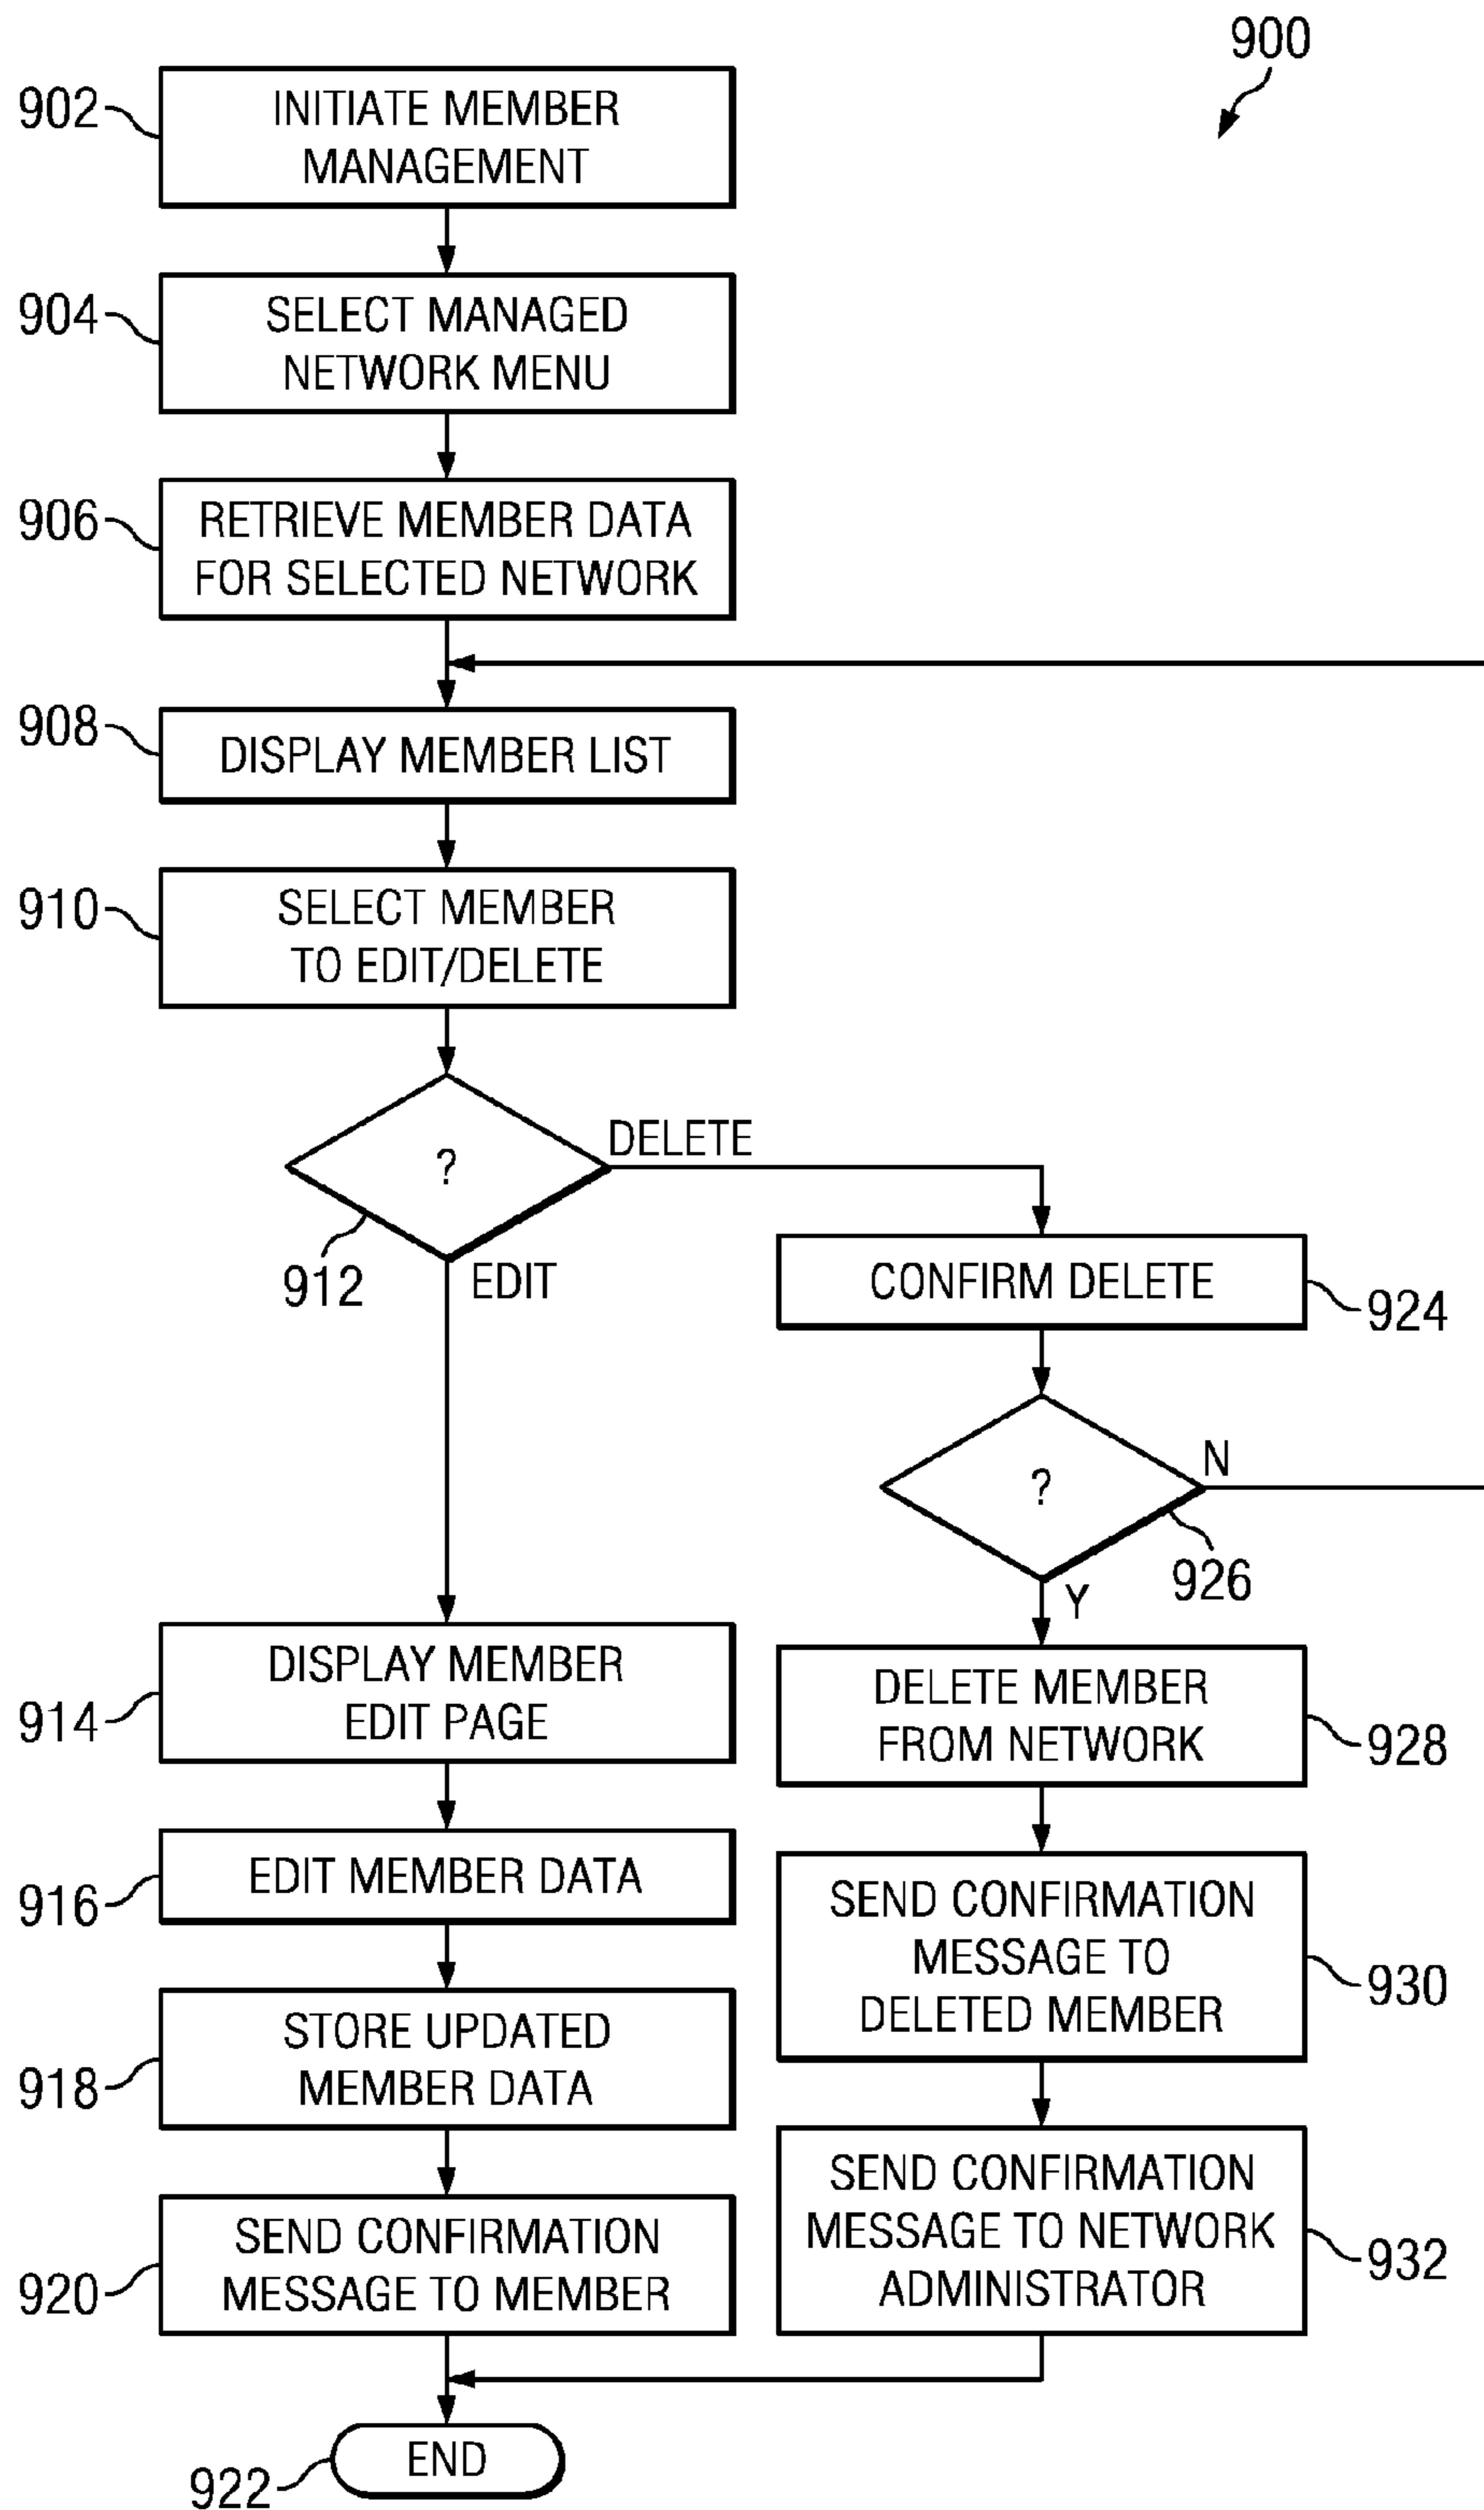 900
902
INITIATE MEMBER
MANAGEMENT
904
SELECT MANAGED
NETWORK MENU
906
RETRIEVE MEMBER DATA
FOR SELECTED NETWORK
908
DISPLAY MEMBER LIST
910
SELECT MEMBER
TO EDIT/DELETE
?
DELETE
912
EDIT
CONFIRM DELETE
924
?
N
926
Y
DISPLAY MEMBER
EDIT PAGE
914
DELETE MEMBER
FROM NETWORK
928
EDIT MEMBER DATA
916
SEND CONFIRMATION
MESSAGE TO
DELETED MEMBER
930
STORE UPDATED
MEMBER DATA
918
SEND CONFIRMATION
MESSAGE TO NETWORK
ADMINISTRATOR
932
SEND CONFIRMATION
MESSAGE TO MEMBER
920
END
922